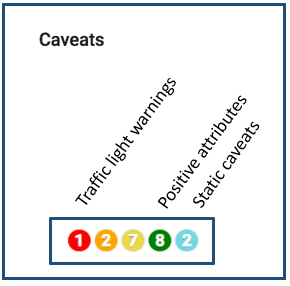 Caveats
Traffic light warnings
Positive attributes
Static caveats
1 2 7 8 2